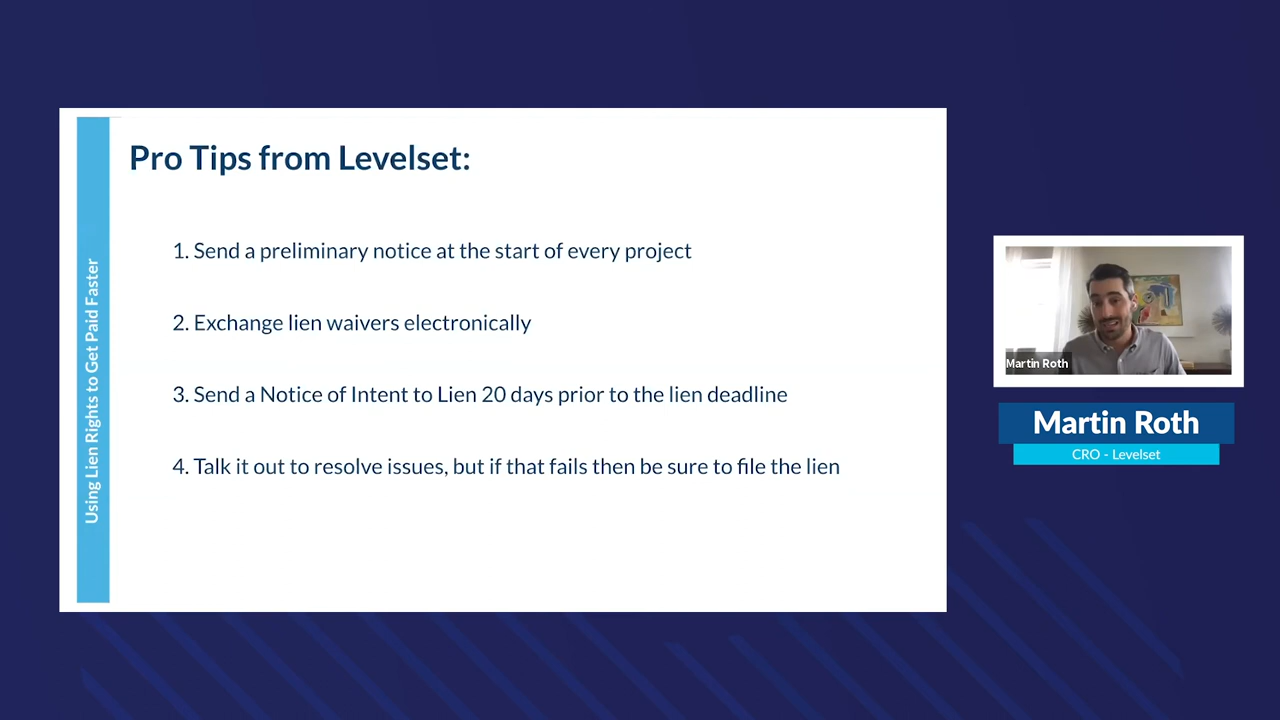 Using Lien Rights to Get Paid Faster
Pro Tips from Levelset:
1. Send a preliminary notice at the start of every project
2. Exchange lien waivers electronically
3. Send a Notice of Intent to Lien 20 days prior to the lien deadline
4. Talk it out to resolve issues, but if that fails then be sure to file the lien
Martin Roth
Martin Roth
CRO - Levelset